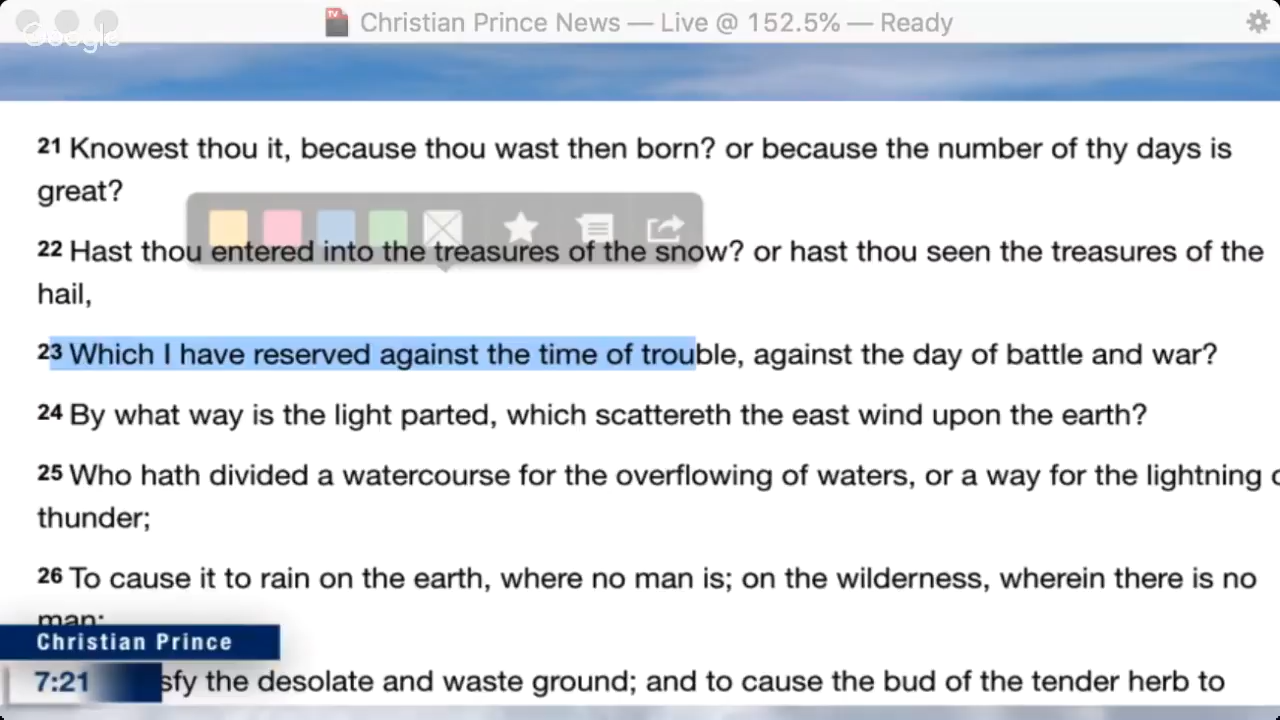 Christian Prince News — Live @ 152.5% — Ready
Google
21 Knowest thou it, because thou wast then born? or because the number of thy days is
great?
22 Hast thou entered into the treasures of the snow? or hast thou seen the treasures of the
hail,
23 Which I have reserved against the time of trouble, against the day of battle and war?
24 By what way is the light parted, which scattereth the east wind upon the earth?
25 Who hath divided a watercourse for the overflowing of waters, or a way for the lightning
thunder;
26 To cause it to rain on the earth, where no man is; on the wilderness, wherein there is no
man;
Christian Prince
7:21
sfy the desolate and waste ground; and to cause the bud of the tender herb to